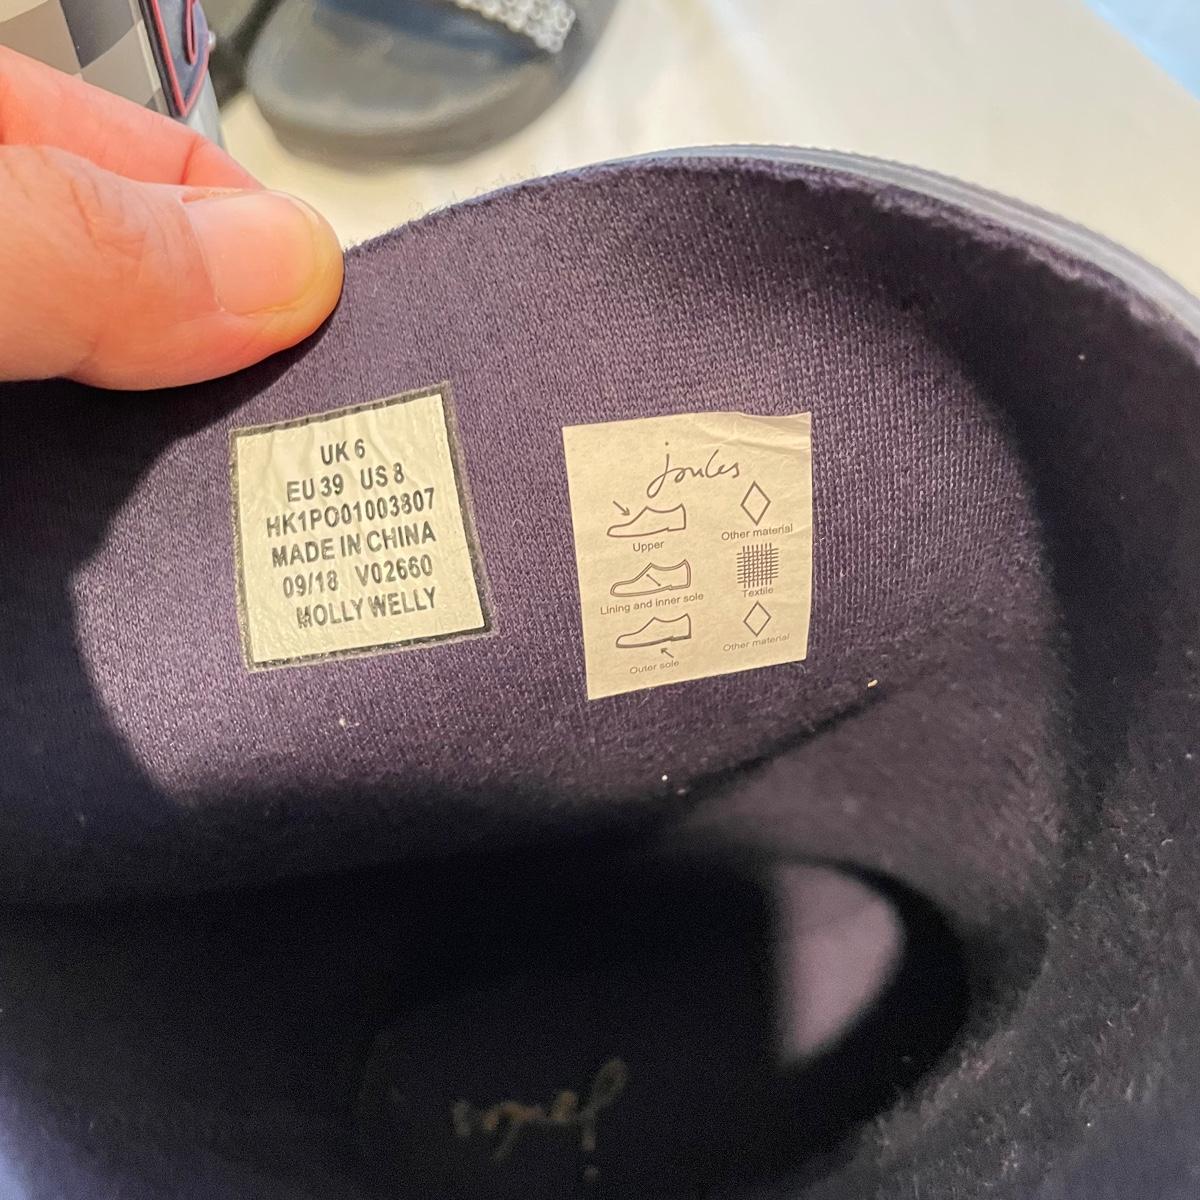 UK 6
EU 39 US 8
HK1PO01003807
MADE IN CHINA
09/18 V02660
MOLLY WELLY
joules
Upper
Other material
Lining and inner sole
Textile
Outer sole
Other material
joules